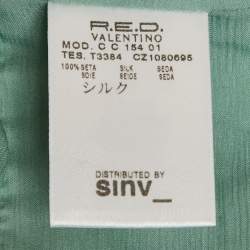 R.E.D.
VALENTINO
MOD. C C 154 01
TES. T3384 CZ1080695
100% SETA SILK SEDA
SOIE SEIDE SEDA
シルク
DISTRIBUTED BY
SINV_